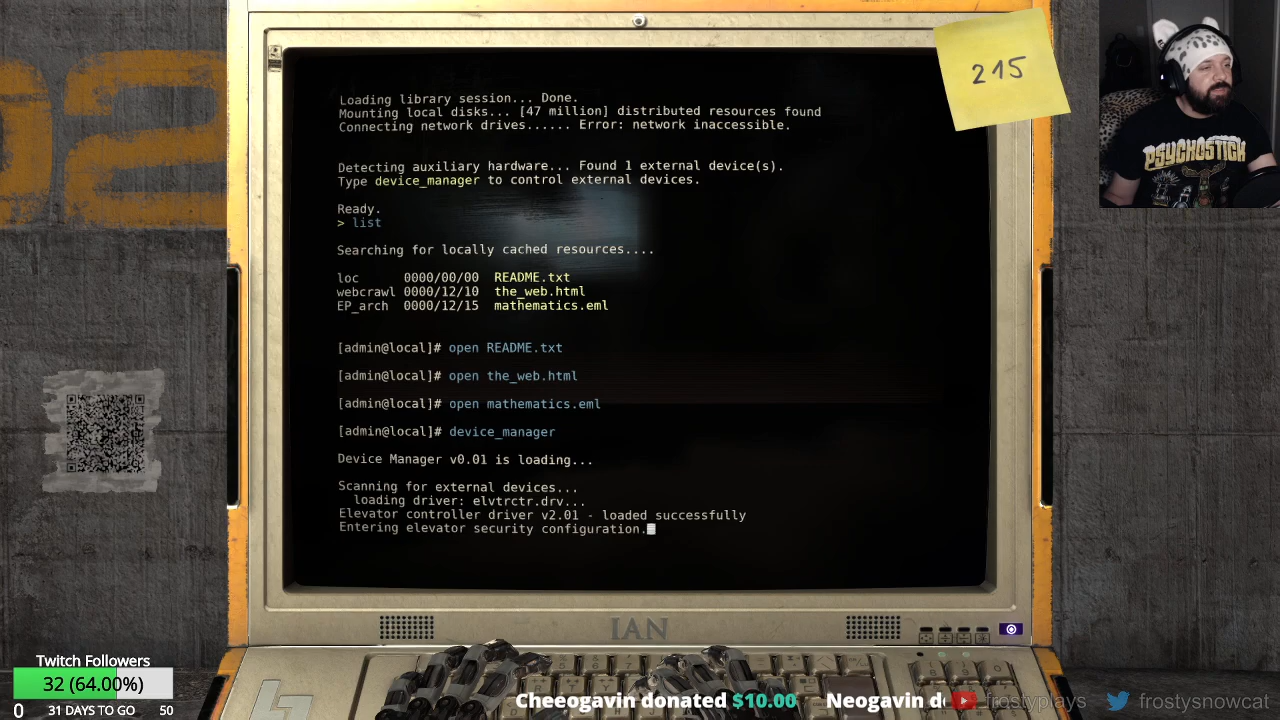 02
215
Loading library session... Done.
Mounting local disks... [47 million] distributed resources found
Connecting network drives...... Error: network inaccessible.
Detecting auxiliary hardware... Found 1 external device(s).
Type device_manager to control external devices.
Ready.
> list
Searching for locally cached resources....
loc 0000/00/00 README.txt
webcrawl 0000/12/10 the_web.html
EP_arch 0000/12/15 mathematics.eml
[admin@local]# open README.txt
[admin@local]# open the_web.html
[admin@local]# open mathematics.eml
[admin@local]# device_manager
Device Manager v0.01 is loading...
Scanning for external devices...
loading driver: elvtrctr.drv...
Elevator controller driver v2.01 - loaded successfully
Entering elevator security configuration.
IAN
PSYCHOSTICK
Twitch Followers
32 (64.00%)
0 31 DAYS TO GO 50
Cheeogavin donated $10.00 Neogavin d
frostyplays
frostysnowcat